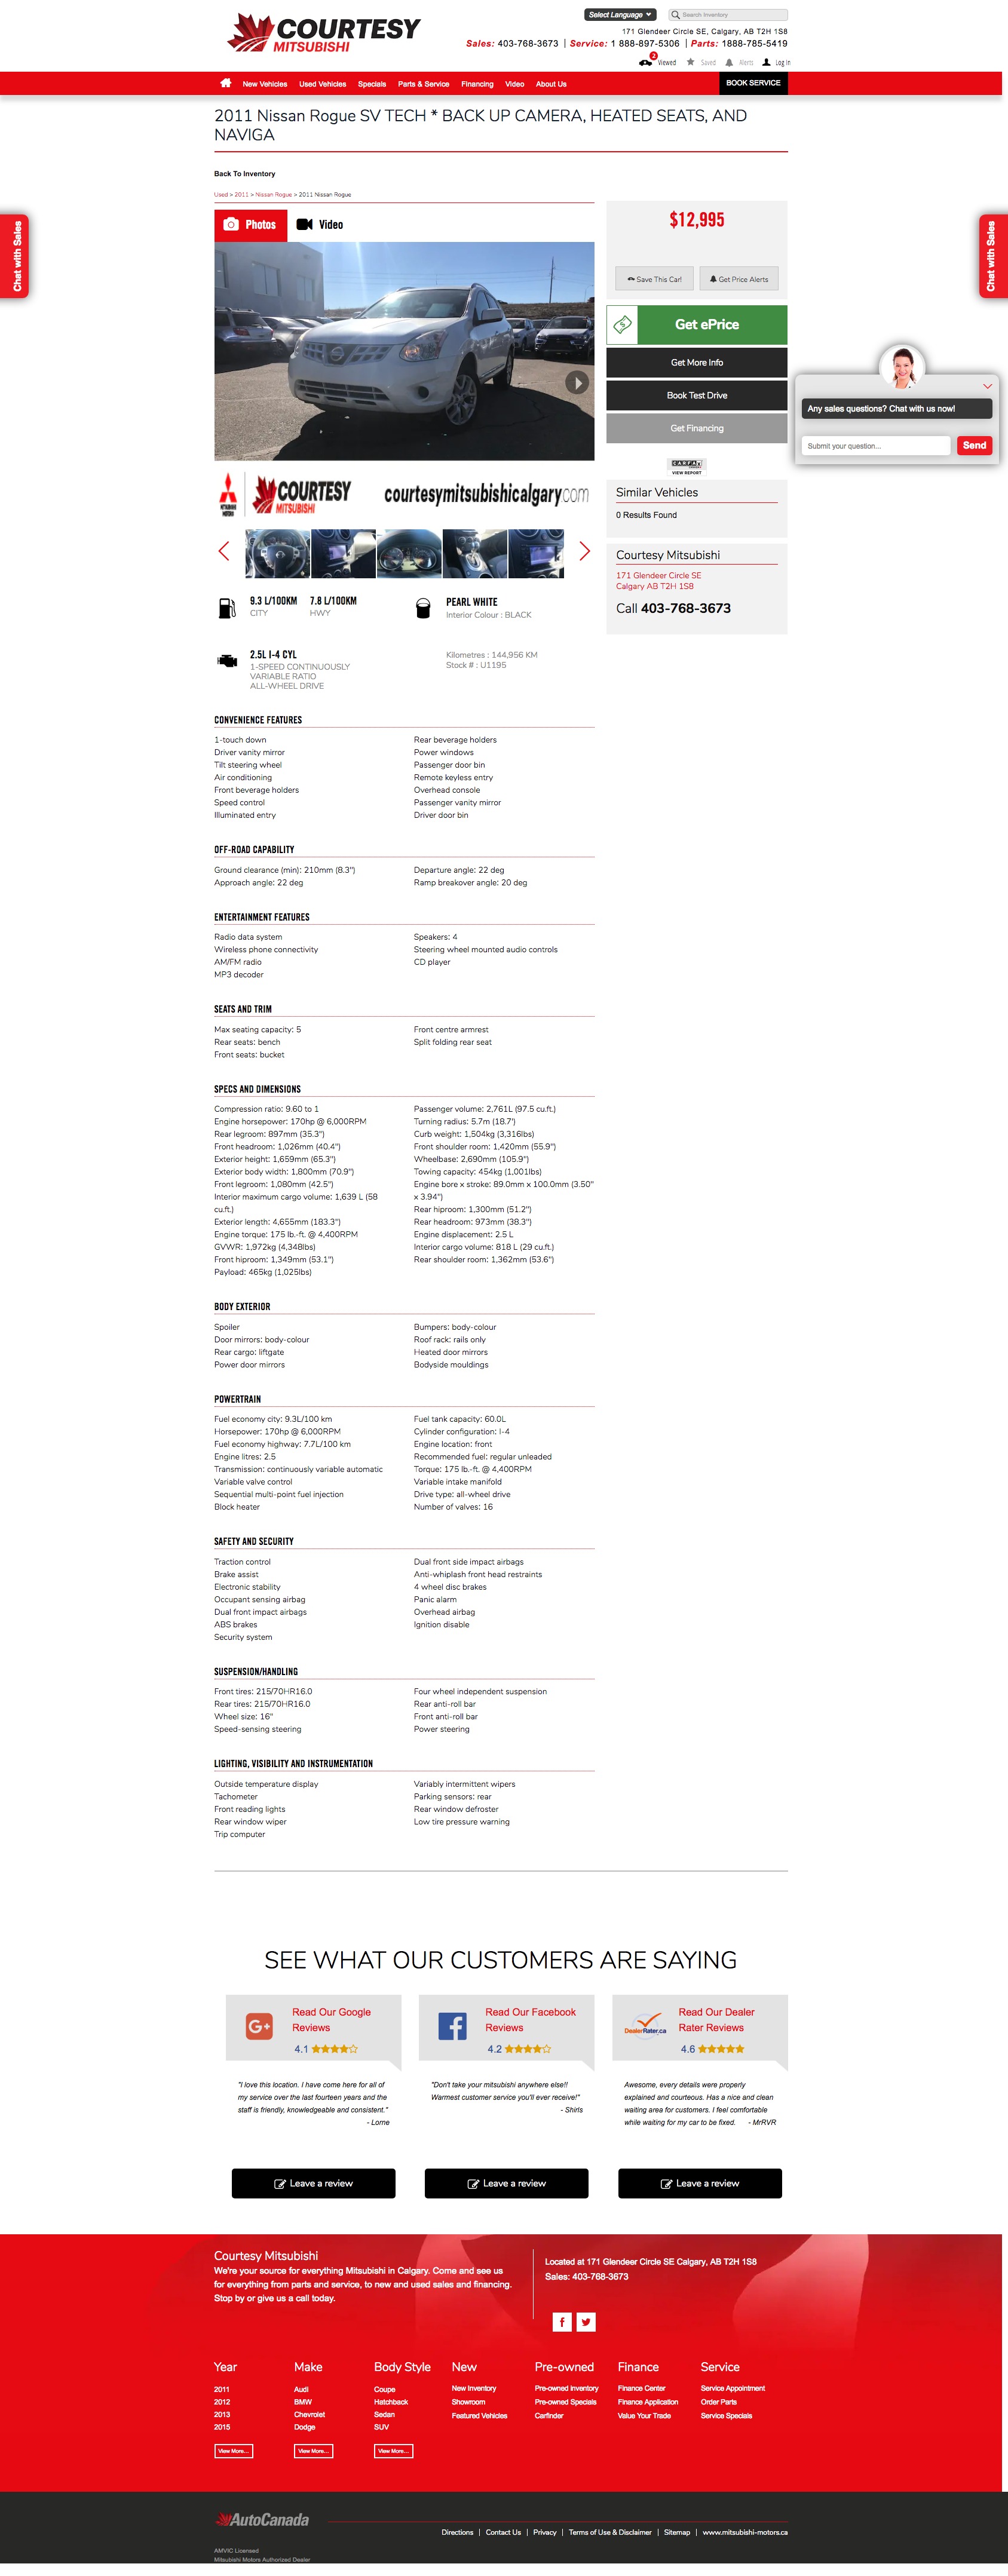 COURTESY
MITSUBISHI
Select Language
Search Inventory
171 Glendeer Circle SE, Calgary, AB T2H 1S8
Sales: 403-768-3673 | Service: 1 888-897-5306 | Parts: 1888-785-4419
2 Viewed Saved Alerts Log In
New Vehicles Used Vehicles Specials Parts & Service Financing Video About Us BOOK SERVICE
2011 Nissan Rogue SV TECH * BACK UP CAMERA, HEATED SEATS, AND
NAVIGA
Back To Inventory
Used > 2011 > Nissan Rogue > 2011 Nissan Rogue
Photos Video
$12,995
Save This Car! Get Price Alerts
Get ePrice
Get More Info
Book Test Drive
Get Financing
CARFAX
VIEW REPORT
Chat with Sales
Chat with Sales
Any sales questions? Chat with us now!
Submit your question... Send
MITSUBISHI
MOTORS
COURTESY
MITSUBISHI
courtesymitsubishicalgary.com
Similar Vehicles
0 Results Found
Courtesy Mitsubishi
171 Glendeer Circle SE
Calgary AB T2H 1S8
Call 403-768-3673
9.3 L/100KM 7.8 L/100KM
CITY HWY
PEARL WHITE
Interior Colour : BLACK
2.5L I-4 CYL
1-SPEED CONTINUOUSLY
VARIABLE RATIO
ALL-WHEEL DRIVE
Kilometres : 144,956 KM
Stock # : U1195
CONVENIENCE FEATURES
1-touch down
Driver vanity mirror
Tilt steering wheel
Air conditioning
Front beverage holders
Speed control
Illuminated entry
Rear beverage holders
Power windows
Passenger door bin
Remote keyless entry
Overhead console
Passenger vanity mirror
Driver door bin
OFF-ROAD CAPABILITY
Ground clearance (min): 210mm (8.3")
Approach angle: 22 deg
Departure angle: 22 deg
Ramp breakover angle: 20 deg
ENTERTAINMENT FEATURES
Radio data system
Wireless phone connectivity
AM/FM radio
MP3 decoder
Speakers: 4
Steering wheel mounted audio controls
CD player
SEATS AND TRIM
Max seating capacity: 5
Rear seats: bench
Front seats: bucket
Front centre armrest
Split folding rear seat
SPECS AND DIMENSIONS
Compression ratio: 9.60 to 1
Engine horsepower: 170hp @ 6,000RPM
Rear legroom: 897mm (35.3")
Front headroom: 1,026mm (40.4")
Exterior height: 1,659mm (65.3")
Exterior body width: 1,800mm (70.9")
Front legroom: 1,080mm (42.5")
Interior maximum cargo volume: 1,639 L (58
cu.ft.)
Exterior length: 4,655mm (183.3")
Engine torque: 175 lb.-ft. @ 4,400RPM
GVWR: 1,972kg (4,348lbs)
Front hiproom: 1,349mm (53.1")
Payload: 465kg (1,025lbs)
Passenger volume: 2,761L (97.5 cu.ft.)
Turning radius: 5.7m (18.7')
Curb weight: 1,504kg (3,316lbs)
Front shoulder room: 1,420mm (55.9")
Wheelbase: 2,690mm (105.9")
Towing capacity: 454kg (1,001lbs)
Engine bore x stroke: 89.0mm x 100.0mm (3.50"
x 3.94")
Rear hiproom: 1,300mm (51.2")
Rear headroom: 973mm (38.3")
Engine displacement: 2.5 L
Interior cargo volume: 818 L (29 cu.ft.)
Rear shoulder room: 1,362mm (53.6")
BODY EXTERIOR
Spoiler
Door mirrors: body-colour
Rear cargo: liftgate
Power door mirrors
Bumpers: body-colour
Roof rack: rails only
Heated door mirrors
Bodyside mouldings
POWERTRAIN
Fuel economy city: 9.3L/100 km
Horsepower: 170hp @ 6,000RPM
Fuel economy highway: 7.7L/100 km
Engine litres: 2.5
Transmission: continuously variable automatic
Variable valve control
Sequential multi-point fuel injection
Block heater
Fuel tank capacity: 60.0L
Cylinder configuration: I-4
Engine location: front
Recommended fuel: regular unleaded
Torque: 175 lb.-ft. @ 4,400RPM
Variable intake manifold
Drive type: all-wheel drive
Number of valves: 16
SAFETY AND SECURITY
Traction control
Brake assist
Electronic stability
Occupant sensing airbag
Dual front impact airbags
ABS brakes
Security system
Dual front side impact airbags
Anti-whiplash front head restraints
4 wheel disc brakes
Panic alarm
Overhead airbag
Ignition disable
SUSPENSION/HANDLING
Front tires: 215/70HR16.0
Rear tires: 215/70HR16.0
Wheel size: 16"
Speed-sensing steering
Four wheel independent suspension
Rear anti-roll bar
Front anti-roll bar
Power steering
LIGHTING, VISIBILITY AND INSTRUMENTATION
Outside temperature display
Tachometer
Front reading lights
Rear window wiper
Trip computer
Variably intermittent wipers
Parking sensors: rear
Rear window defroster
Low tire pressure warning
SEE WHAT OUR CUSTOMERS ARE SAYING
G+ Read Our Google
Reviews
4.1
"I love this location. I have come here for all of
my service over the last fourteen years and the
staff is friendly, knowledgeable and consistent."
- Lorne
Leave a review
Read Our Facebook
Reviews
4.2
"Don't take your mitsubishi anywhere else!!
Warmest customer service you'll ever receive!"
- Shirls
Leave a review
DealerRater.ca
Read Our Dealer
Rater Reviews
4.6
Awesome, every details were properly
explained and courteous. Has a nice and clean
waiting area for customers. I feel comfortable
while waiting for my car to be fixed. - MrRVR
Leave a review
Courtesy Mitsubishi
We're your source for everything Mitsubishi in Calgary. Come and see us
for everything from parts and service, to new and used sales and financing.
Stop by or give us a call today.
Located at 171 Glendeer Circle SE Calgary, AB T2H 1S8
Sales: 403-768-3673
Year
2011
2012
2013
2015
View More...
Make
Audi
BMW
Chevrolet
Dodge
View More...
Body Style
Coupe
Hatchback
Sedan
SUV
View More...
New
New Inventory
Showroom
Featured Vehicles
Pre-owned
Pre-owned Inventory
Pre-owned Specials
Carfinder
Finance
Finance Center
Finance Application
Value Your Trade
Service
Service Appointment
Order Parts
Service Specials
AutoCanada
Directions | Contact Us | Privacy | Terms of Use & Disclaimer | Sitemap | www.mitsubishi-motors.ca
AMVIC Licensed
Mitsubishi Motors Authorized Dealer